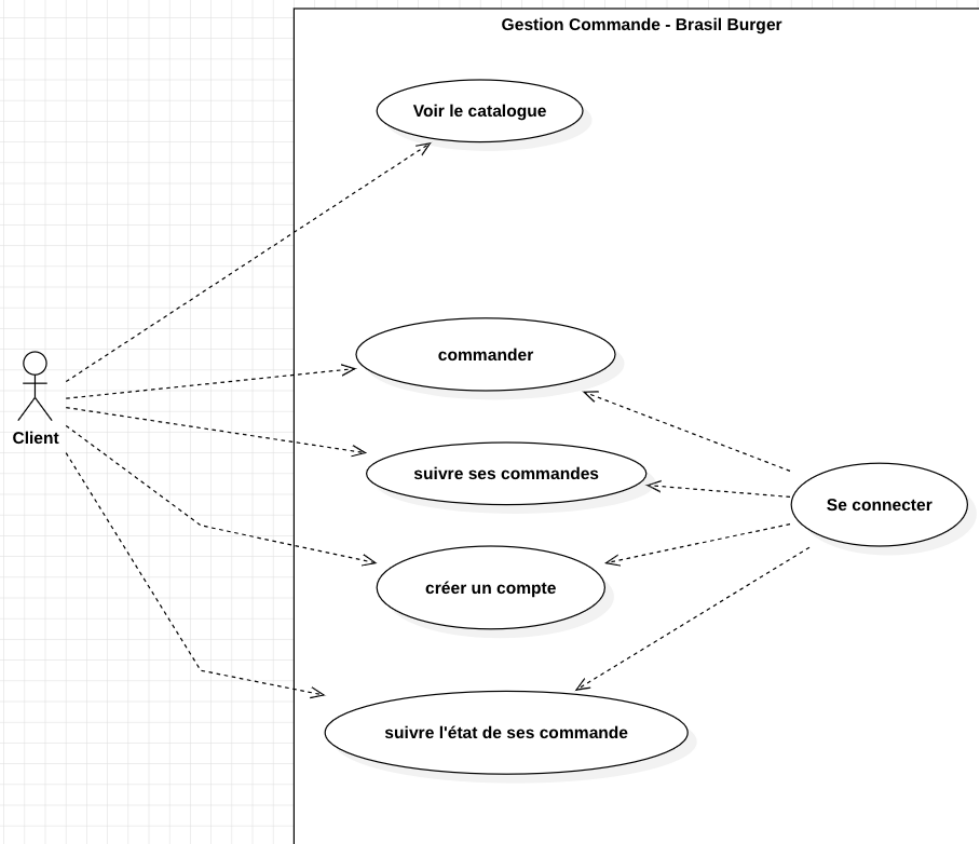 Gestion Commande - Brasil Burger
Voir le catalogue
commander
Client
suivre ses commandes
Se connecter
créer un compte
suivre l'état de ses commande